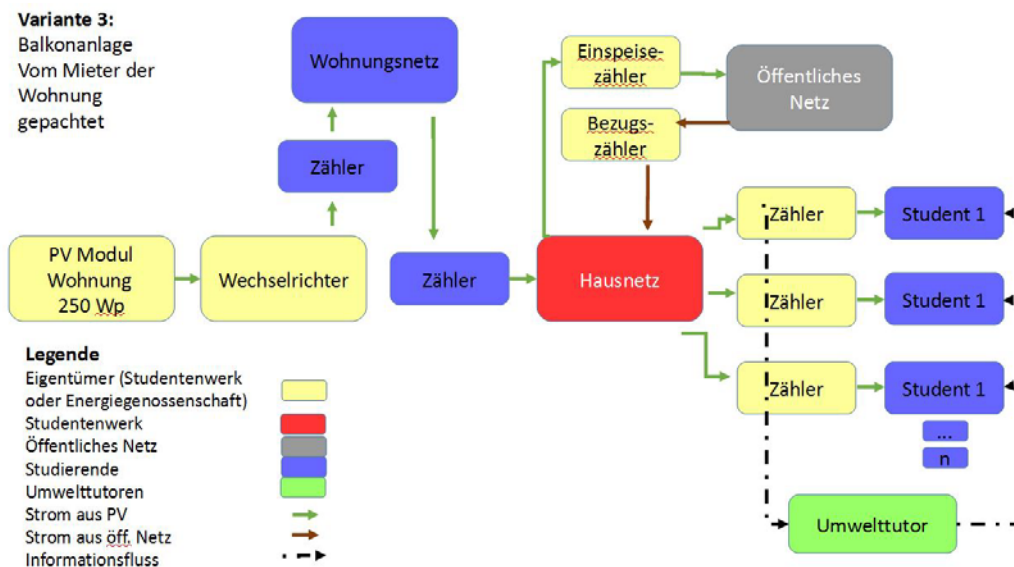 Variante 3:
Balkonanlage
Vom Mieter der
Wohnung
gepachtet
Wohnungsnetz
Zähler
PV Modul
Wohnung
250 Wp
Wechselrichter
Zähler
Einspeise-
zähler
Öffentliches
Netz
Bezugs-
zähler
Hausnetz
Zähler
Student 1
Zähler
Student 1
Zähler
Student 1
...
n
Umwelttutor
Legende
Eigentümer (Studentenwerk
oder Energiegenossenschaft)
Studentenwerk
Öffentliches Netz
Studierende
Umwelttutoren
Strom aus PV
Strom aus öff. Netz
Informationsfluss